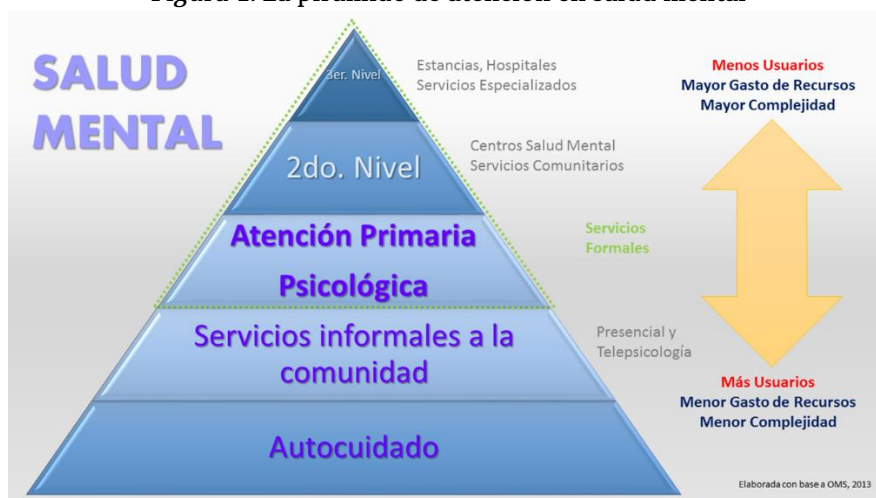 Figura 1. La pirámide de atención en salud mental
SALUD
MENTAL
3er. Nivel
Estancias, Hospitales
Servicios Especializados
2do. Nivel
Centros Salud Mental
Servicios Comunitarios
Atención Primaria
Psicológica
Servicios
Formales
Servicios informales a la
comunidad
Presencial y
Telepsicología
Autocuidado
Menos Usuarios
Mayor Gasto de Recursos
Mayor Complejidad
Más Usuarios
Menor Gasto de Recursos
Menor Complejidad
Elaborada con base a OMS, 2013